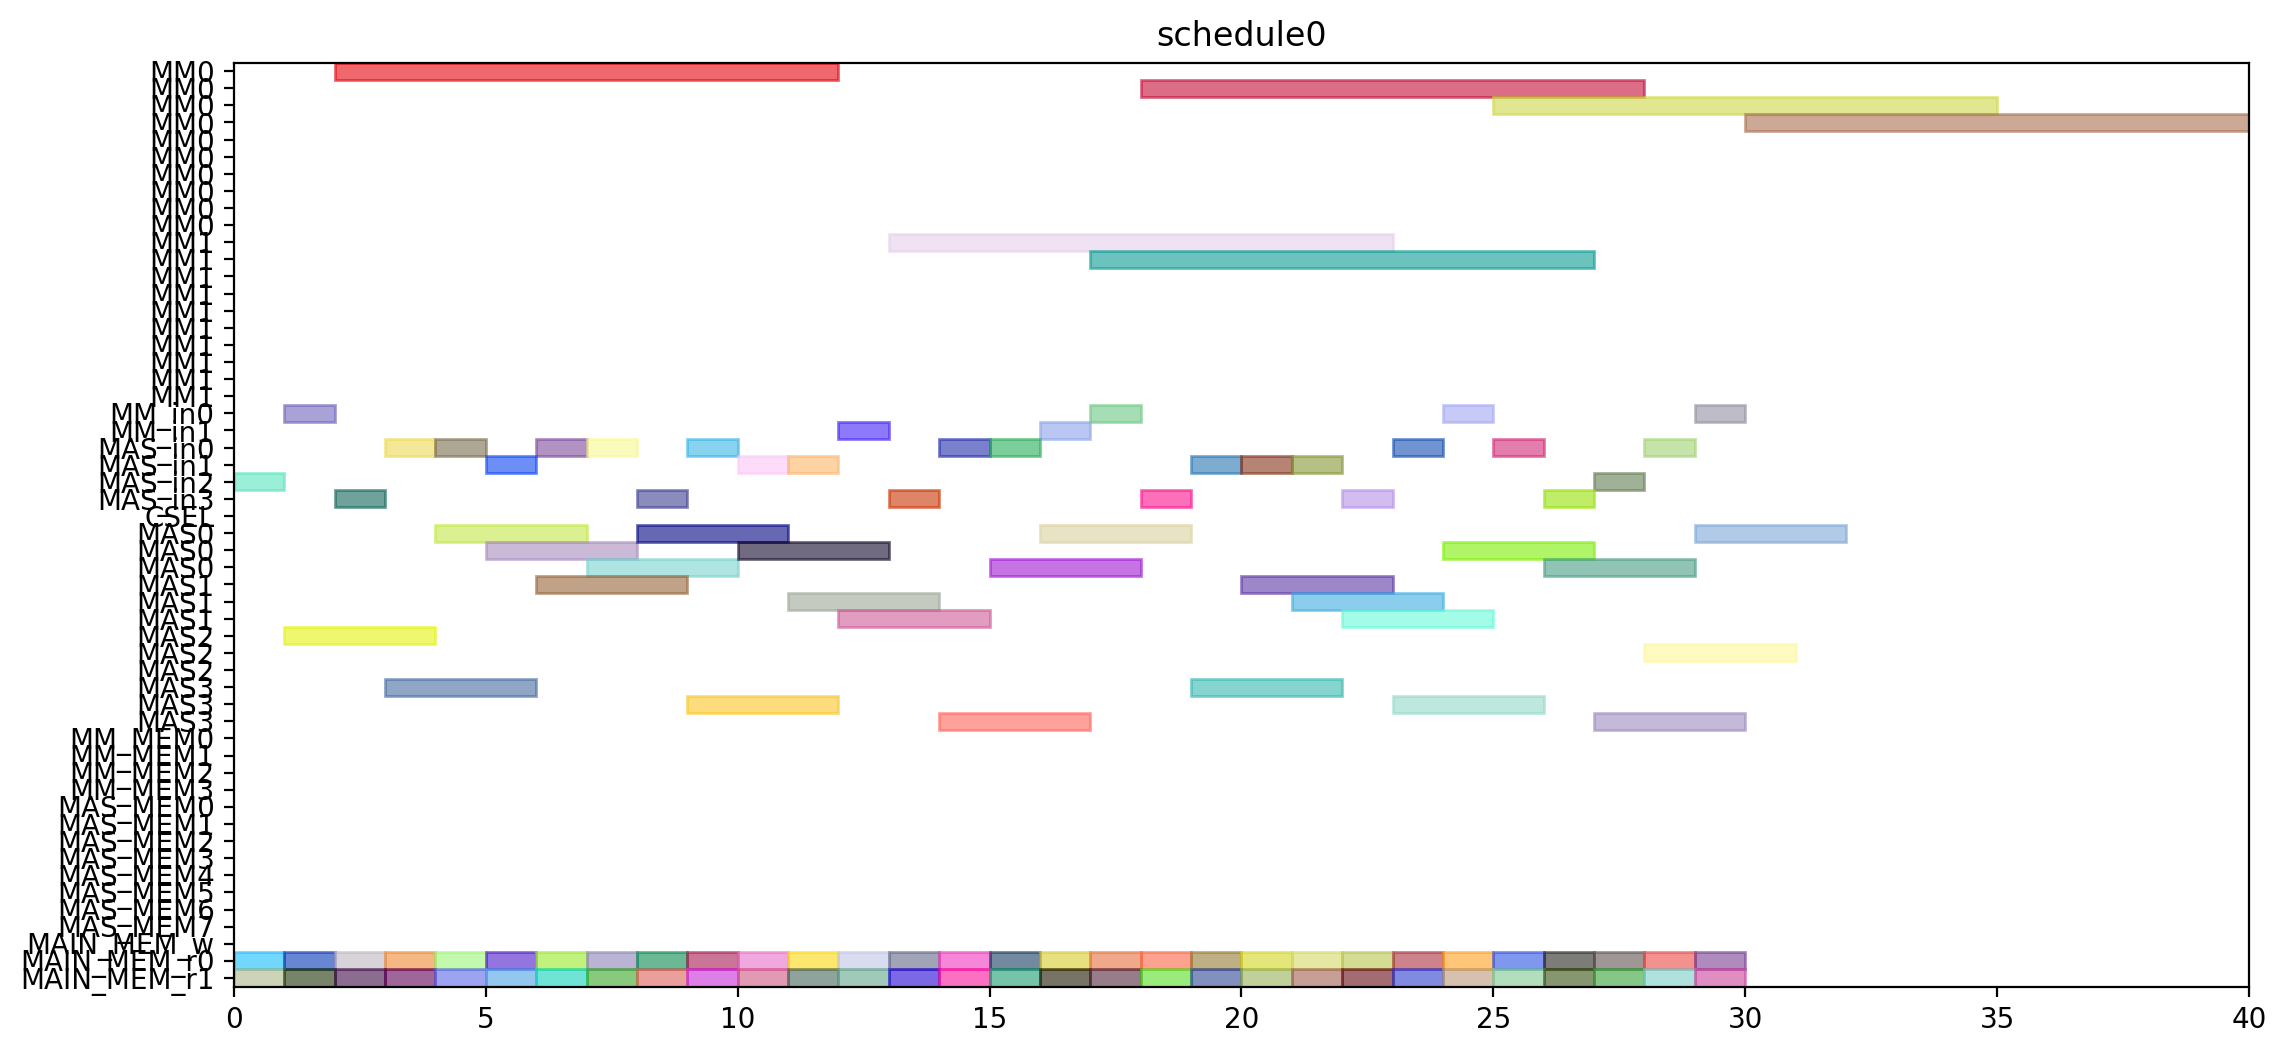 schedule0
MM0
MM0
MM0
MM0
MM0
MM0
MM0
MM0
MM0
MM0
MM1
MM1
MM1
MM1
MM1
MM1
MM1
MM1
MM1
MM1
MM_in0
MM_in1
MAS_in0
MAS_in1
MAS_in2
MAS_in3
CSEL
MAS0
MAS0
MAS0
MAS1
MAS1
MAS1
MAS2
MAS2
MAS2
MAS3
MAS3
MAS3
MM_MEM0
MM_MEM1
MM_MEM2
MM_MEM3
MAS_MEM0
MAS_MEM1
MAS_MEM2
MAS_MEM3
MAS_MEM4
MAS_MEM5
MAS_MEM6
MAS_MEM7
MAIN_MEM_w
MAIN_MEM_r0
MAIN_MEM_r1
0 5 10 15 20 25 30 35 40